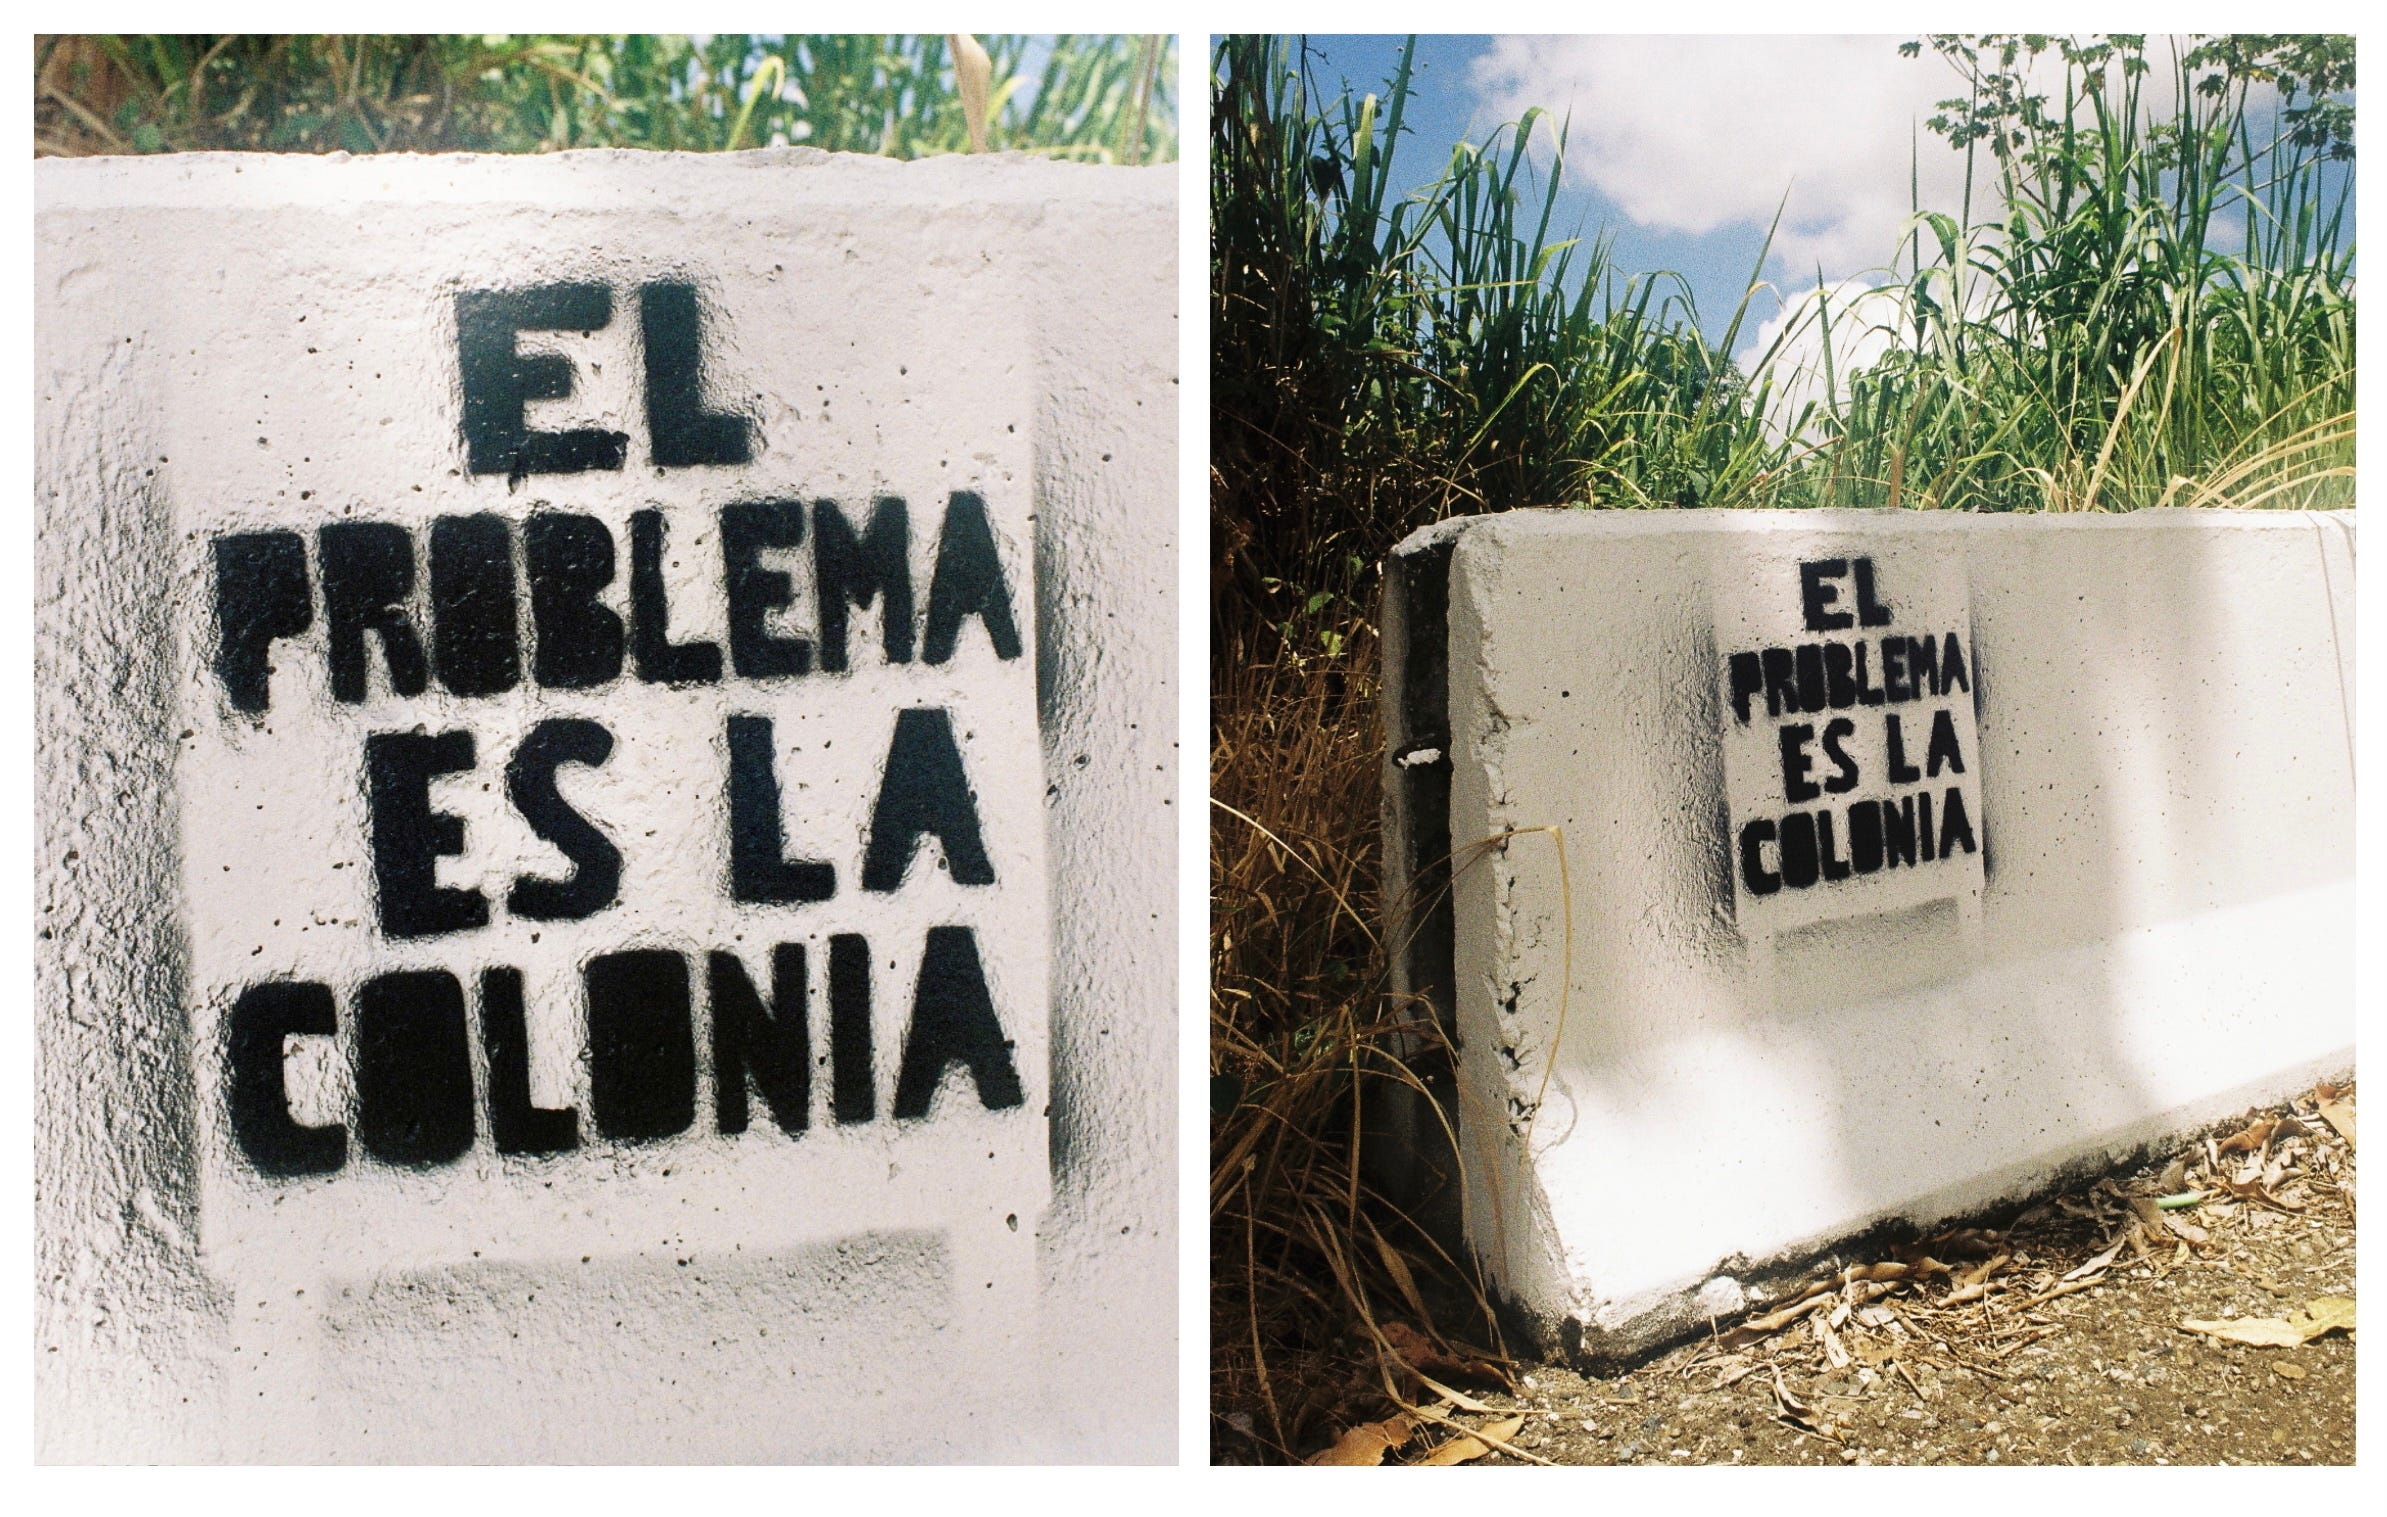 EL
PROBLEMA
ES LA
COLONIA
EL
PROBLEMA
ES LA
COLONIA